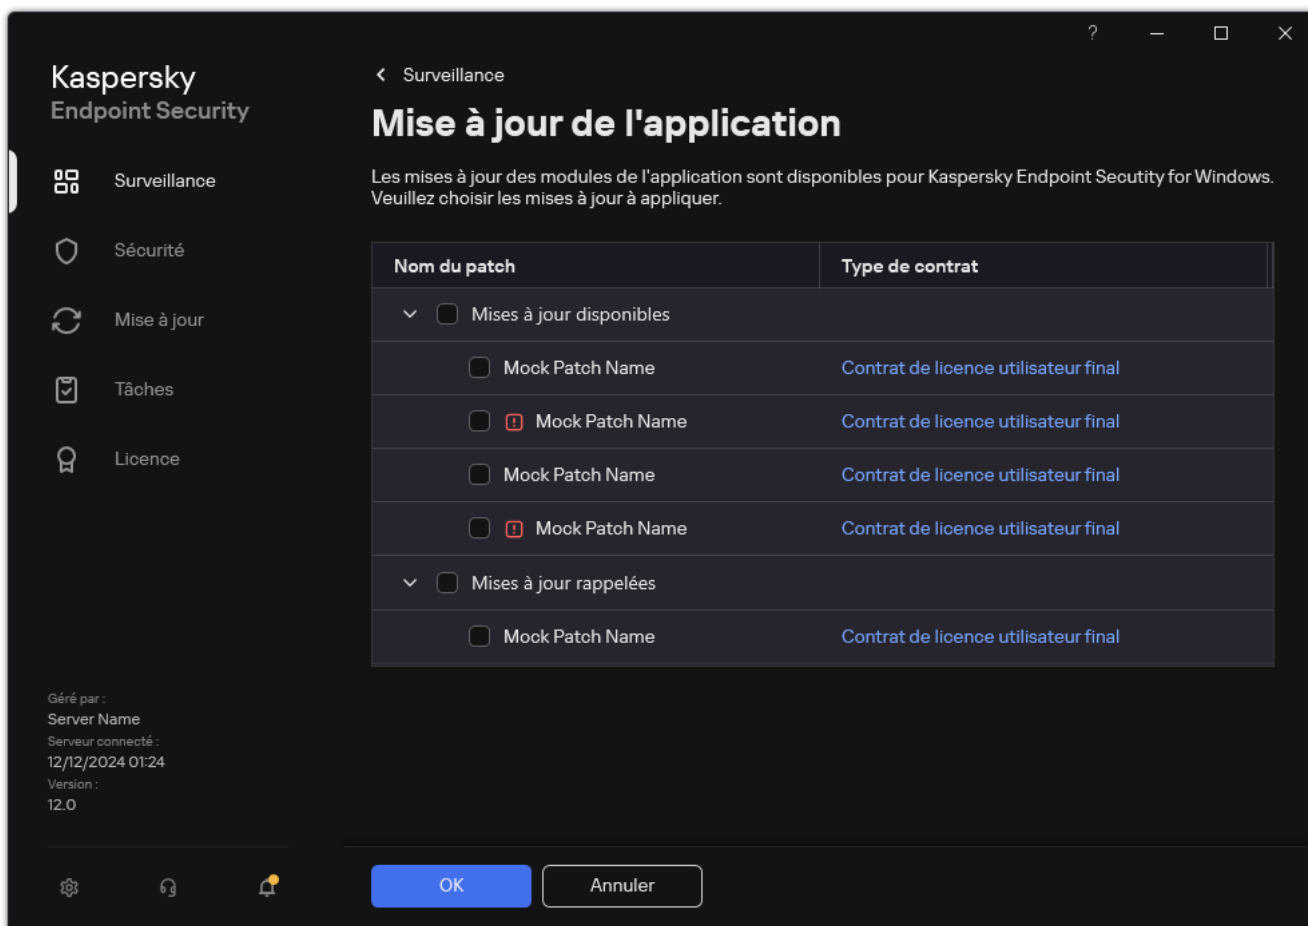 ?
Kaspersky
Endpoint Security
Surveillance
Sécurité
Mise à jour
Tâches
Licence
Géré par :
Server Name
Serveur connecté :
12/12/2024 01:24
Version :
12.0
Surveillance
Mise à jour de l'application
Les mises à jour des modules de l'application sont disponibles pour Kaspersky Endpoint Secutity for Windows.
Veuillez choisir les mises à jour à appliquer.
Nom du patch Type de contrat
Mises à jour disponibles
Mock Patch Name Contrat de licence utilisateur final
Mock Patch Name Contrat de licence utilisateur final
Mock Patch Name Contrat de licence utilisateur final
Mock Patch Name Contrat de licence utilisateur final
Mises à jour rappelées
Mock Patch Name Contrat de licence utilisateur final
OK Annuler